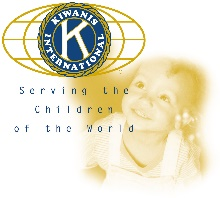 KIWANIS
K
INTERNATIONAL
Serving the
Children
of the World